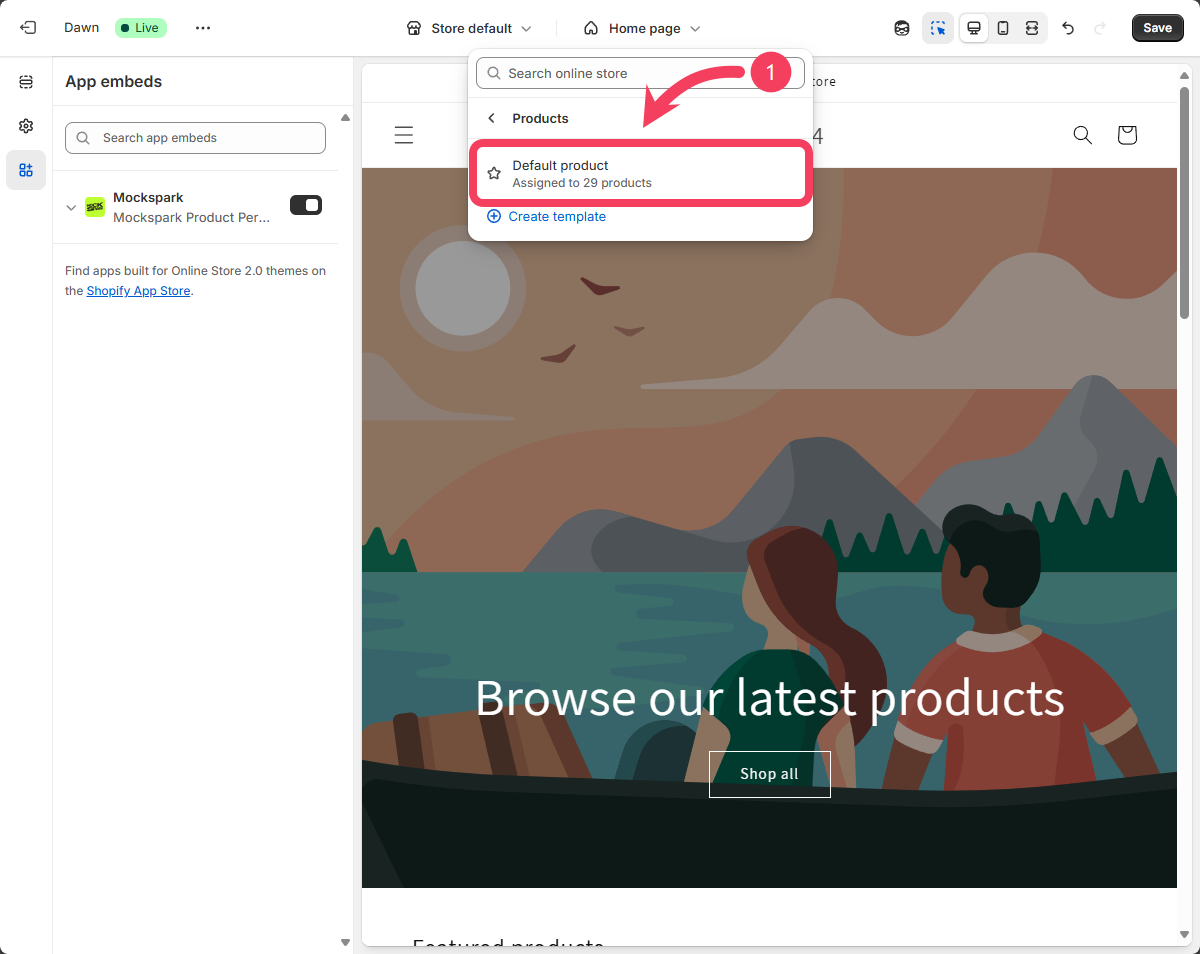 Dawn
Live
Store default
Home page
Save
App embeds
Search app embeds
Mockspark
Mockspark Product Per...
Find apps built for Online Store 2.0 themes on
the Shopify App Store.
Search online store
1
Products
Default product
Assigned to 29 products
Create template
tore
4
Browse our latest products
Shop all
Featured products